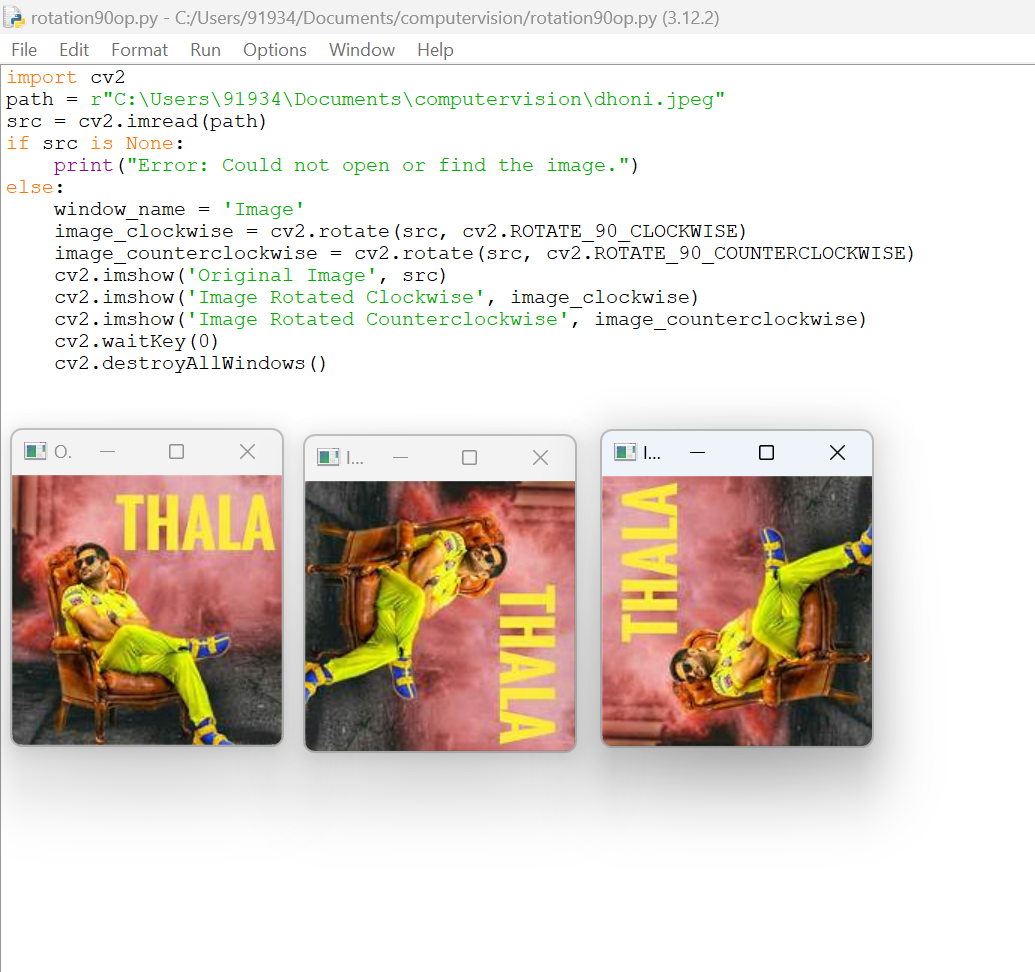 rotation90op.py - C:/Users/91934/Documents/computervision/rotation90op.py (3.12.2)
File Edit Format Run Options Window Help
import cv2
path = r"C:\Users\91934\Documents\computervision\dhoni.jpeg"
src = cv2.imread(path)
if src is None:
    print("Error: Could not open or find the image.")
else:
    window_name = 'Image'
    image_clockwise = cv2.rotate(src, cv2.ROTATE_90_CLOCKWISE)
    image_counterclockwise = cv2.rotate(src, cv2.ROTATE_90_COUNTERCLOCKWISE)
    cv2.imshow('Original Image', src)
    cv2.imshow('Image Rotated Clockwise', image_clockwise)
    cv2.imshow('Image Rotated Counterclockwise', image_counterclockwise)
    cv2.waitKey(0)
    cv2.destroyAllWindows()
O.
THALA
I...
THALA
I...
THALA